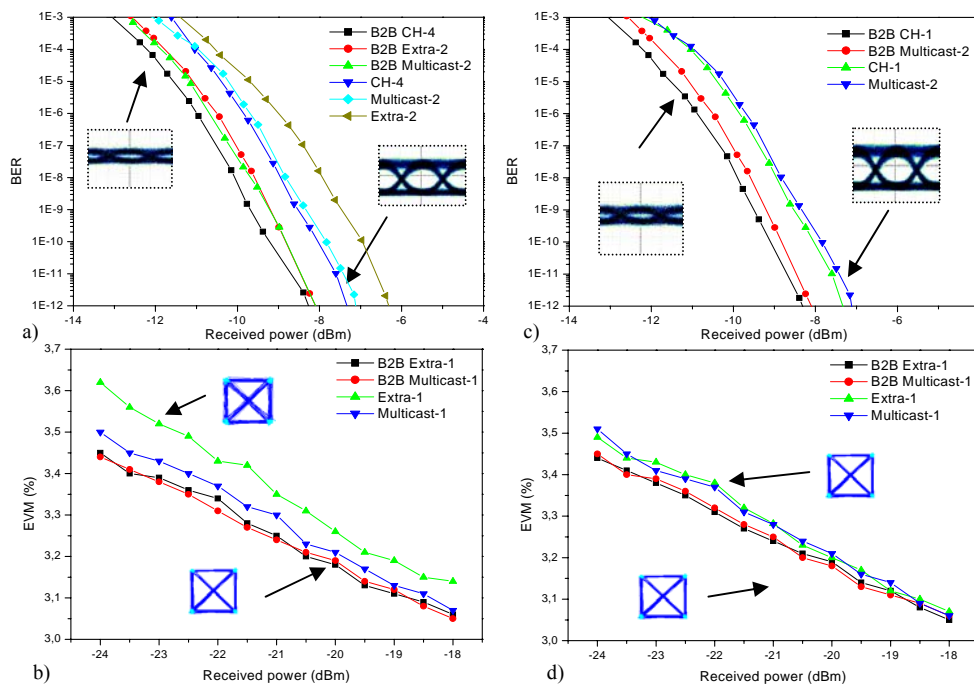 1E-3
1E-4
1E-5
1E-6
1E-7
1E-8
1E-9
1E-10
1E-11
1E-12
BER
B2B CH-4
B2B Extra-2
B2B Multicast-2
CH-4
Multicast-2
Extra-2
-14 -12 -10 -8 -6 -4
a) Received power (dBm)
1E-3
1E-4
1E-5
1E-6
1E-7
1E-8
1E-9
1E-10
1E-11
1E-12
BER
B2B CH-1
B2B Multicast-2
CH-1
Multicast-2
-14 -12 -10 -8 -6
c) Received power (dBm)
3,7
3,6
3,5
3,4
3,3
3,2
3,1
3,0
EVM (%)
B2B Extra-1
B2B Multicast-1
Extra-1
Multicast-1
-24 -23 -22 -21 -20 -19 -18
b) Received power (dBm)
3,7
3,6
3,5
3,4
3,3
3,2
3,1
3,0
EVM (%)
B2B Extra-1
B2B Multicast-1
Extra-1
Multicast-1
-24 -23 -22 -21 -20 -19 -18
d) Received power (dBm)